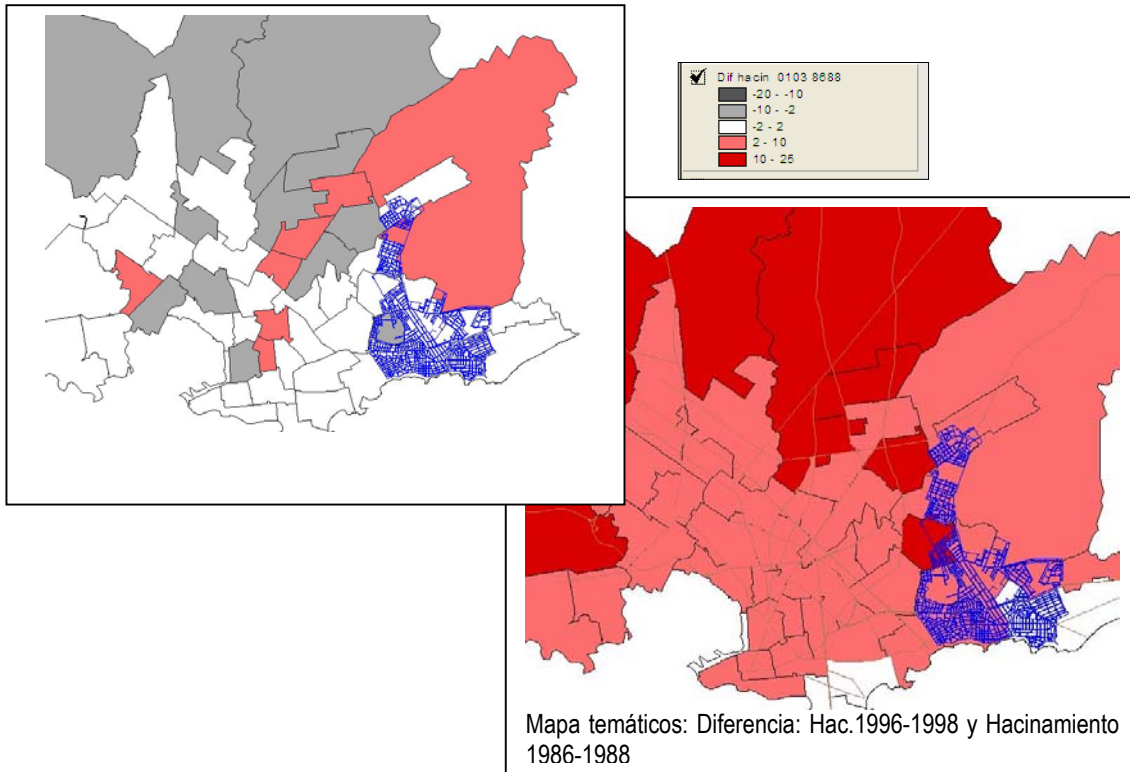 Dif hacin 0103 8688
-20 - -10
-10 - -2
-2 - 2
2 - 10
10 - 25
Mapa temáticos: Diferencia: Hac.1996-1998 y Hacinamiento
1986-1988